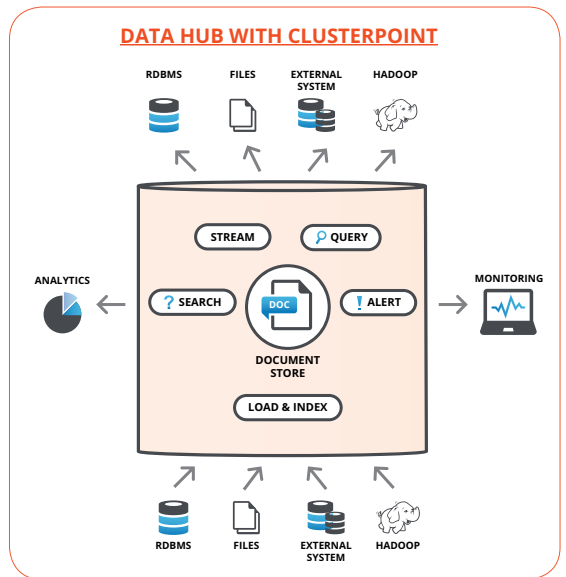 DATA HUB WITH CLUSTERPOINT
RDBMS
FILES
EXTERNAL
SYSTEM
HADOOP
STREAM
QUERY
ANALYTICS
? SEARCH
DOC
! ALERT
MONITORING
DOCUMENT
STORE
LOAD & INDEX
RDBMS
FILES
EXTERNAL
SYSTEM
HADOOP